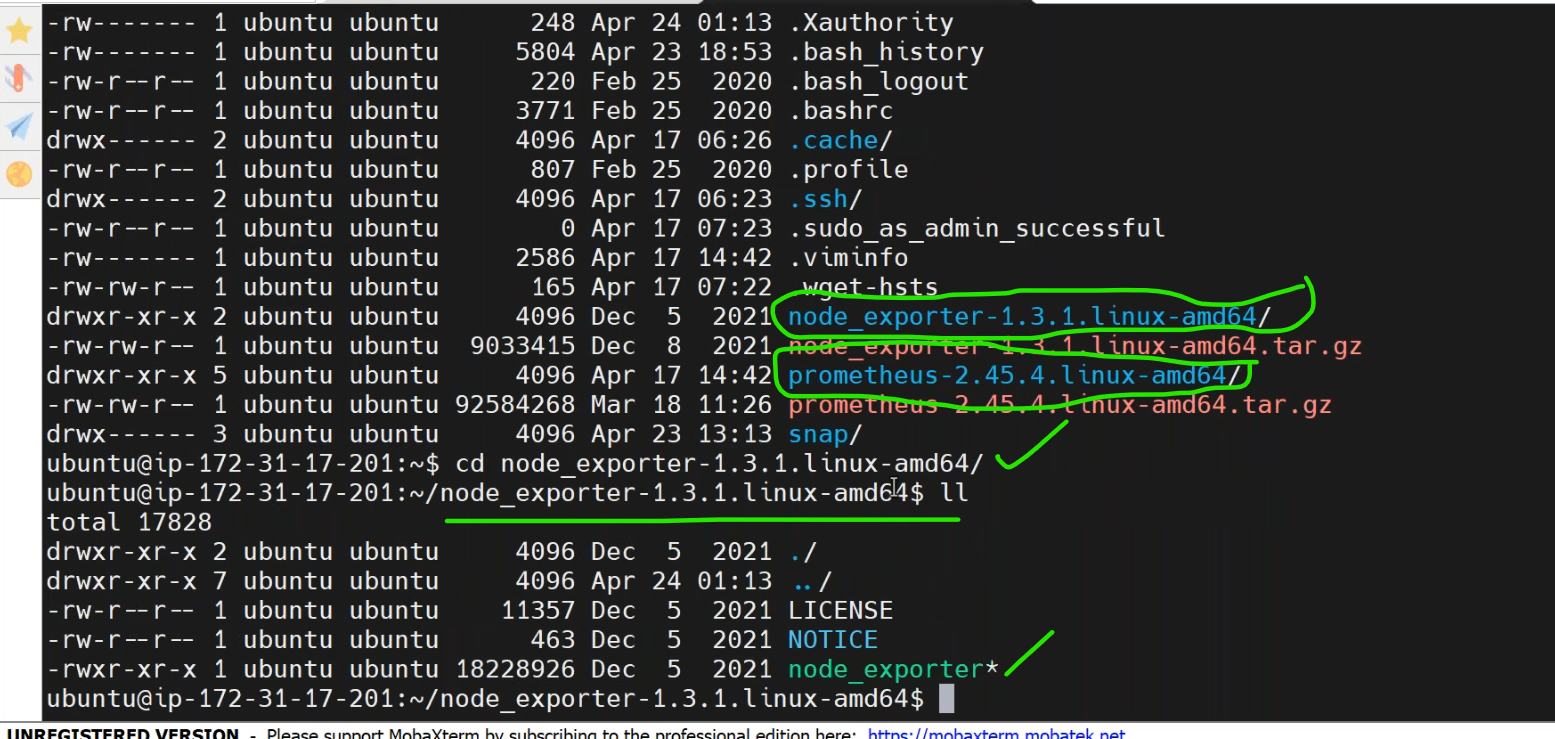 -rw------- 1 ubuntu ubuntu 248 Apr 24 01:13 .Xauthority
-rw------- 1 ubuntu ubuntu 5804 Apr 23 18:53 .bash_history
-rw-r--r-- 1 ubuntu ubuntu 220 Feb 25 2020 .bash_logout
-rw-r--r-- 1 ubuntu ubuntu 3771 Feb 25 2020 .bashrc
drwx------ 2 ubuntu ubuntu 4096 Apr 17 06:26 .cache/
-rw-r--r-- 1 ubuntu ubuntu 807 Feb 25 2020 .profile
drwx------ 2 ubuntu ubuntu 4096 Apr 17 06:23 .ssh/
-rw-r--r-- 1 ubuntu ubuntu 0 Apr 17 07:23 .sudo_as_admin_successful
-rw------- 1 ubuntu ubuntu 2586 Apr 17 14:42 .viminfo
-rw-rw-r-- 1 ubuntu ubuntu 165 Apr 17 07:22 .wget-hsts
drwxr-xr-x 2 ubuntu ubuntu 4096 Dec 5 2021 node_exporter-1.3.1.linux-amd64/
-rw-rw-r-- 1 ubuntu ubuntu 9033415 Dec 8 2021 node_exporter-1.3.1.linux-amd64.tar.gz
drwxr-xr-x 5 ubuntu ubuntu 4096 Apr 17 14:42 prometheus-2.45.4.linux-amd64/
-rw-rw-r-- 1 ubuntu ubuntu 92584268 Mar 18 11:26 prometheus-2.45.4.linux-amd64.tar.gz
drwx------ 3 ubuntu ubuntu 4096 Apr 23 13:13 snap/
ubuntu@ip-172-31-17-201:~$ cd node_exporter-1.3.1.linux-amd64/
ubuntu@ip-172-31-17-201:~/node_exporter-1.3.1.linux-amd64$ ll
total 17828
drwxr-xr-x 2 ubuntu ubuntu 4096 Dec 5 2021 ./
drwxr-xr-x 7 ubuntu ubuntu 4096 Apr 24 01:13 ../
-rw-r--r-- 1 ubuntu ubuntu 11357 Dec 5 2021 LICENSE
-rw-r--r-- 1 ubuntu ubuntu 463 Dec 5 2021 NOTICE
-rwxr-xr-x 1 ubuntu ubuntu 18228926 Dec 5 2021 node_exporter*
ubuntu@ip-172-31-17-201:~/node_exporter-1.3.1.linux-amd64$
UNREGISTERED VERSION - Please support MobaXterm by subscribing to the professional edition here: https://mobaxterm.mobatek.net